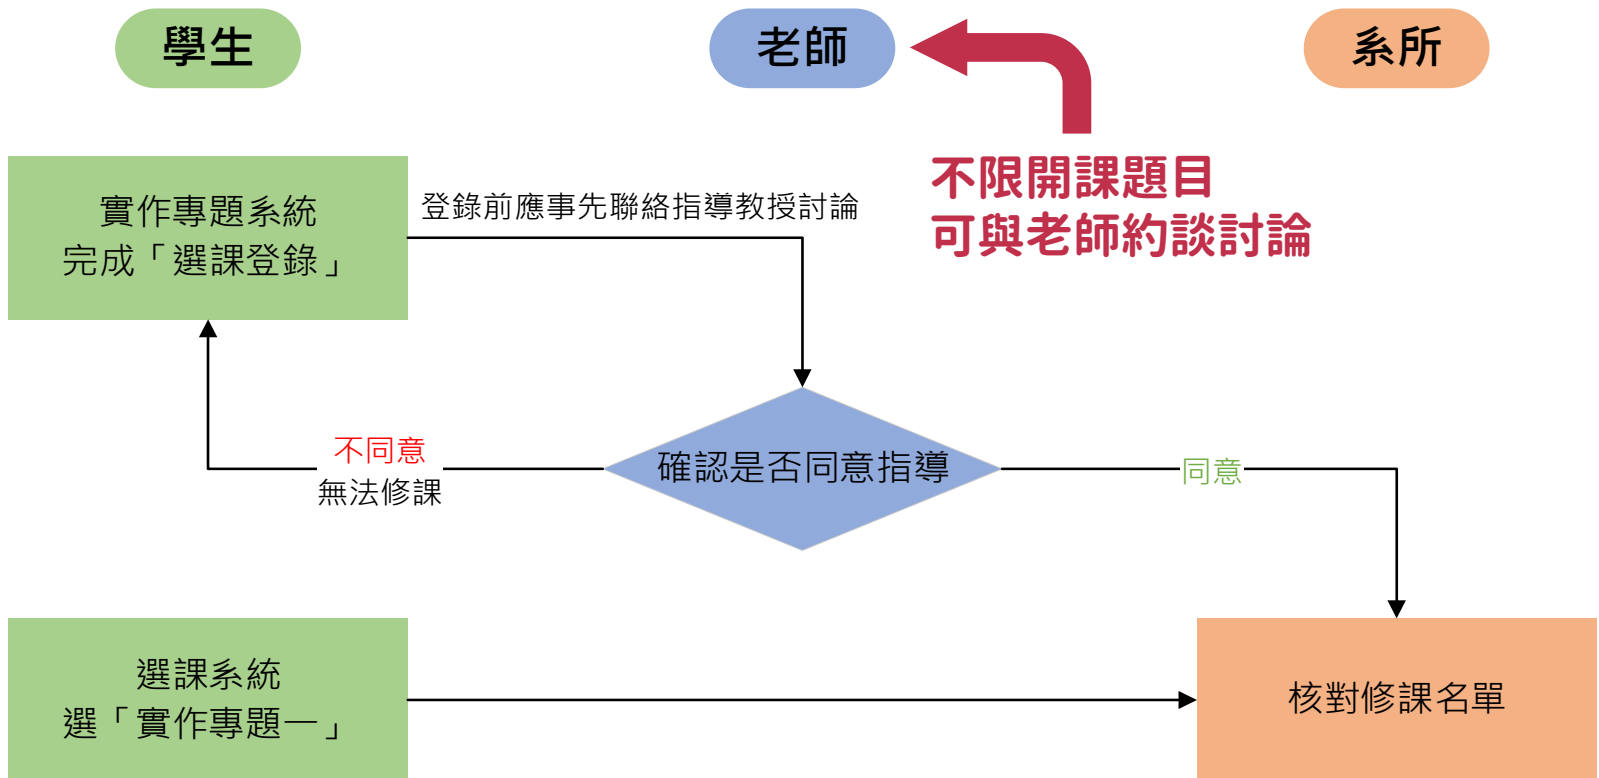 學生
老師
系所
不限開課題目
可與老師約談討論
實作專題系統
完成「選課登錄」
登錄前應事先聯絡指導教授討論
確認是否同意指導
不同意
無法修課
同意
選課系統
選「實作專題一」
核對修課名單